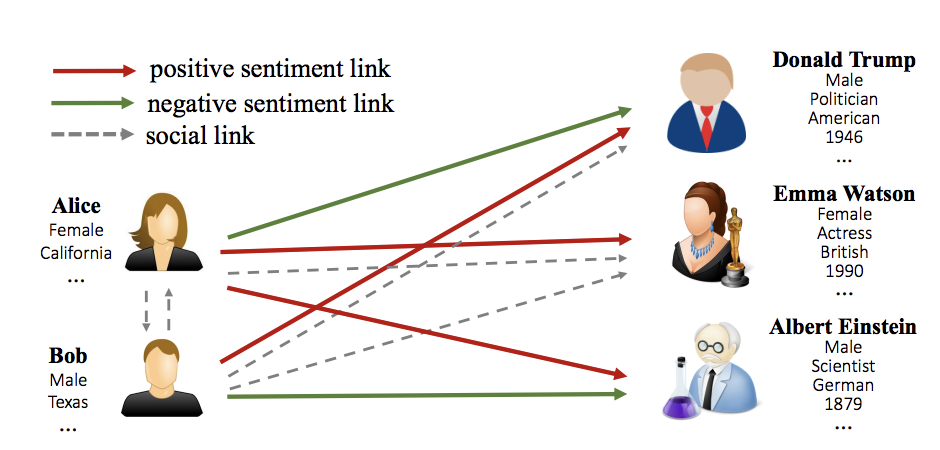 positive sentiment link
negative sentiment link
social link
Alice
Female
California
...
Bob
Male
Texas
...
Donald Trump
Male
Politician
American
1946
...
Emma Watson
Female
Actress
British
1990
...
Albert Einstein
Male
Scientist
German
1879
...